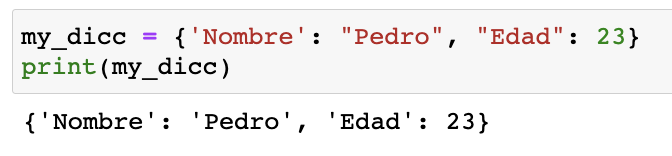 my_dicc = {'Nombre': "Pedro", "Edad": 23}
print(my_dicc)
{'Nombre': 'Pedro', 'Edad': 23}